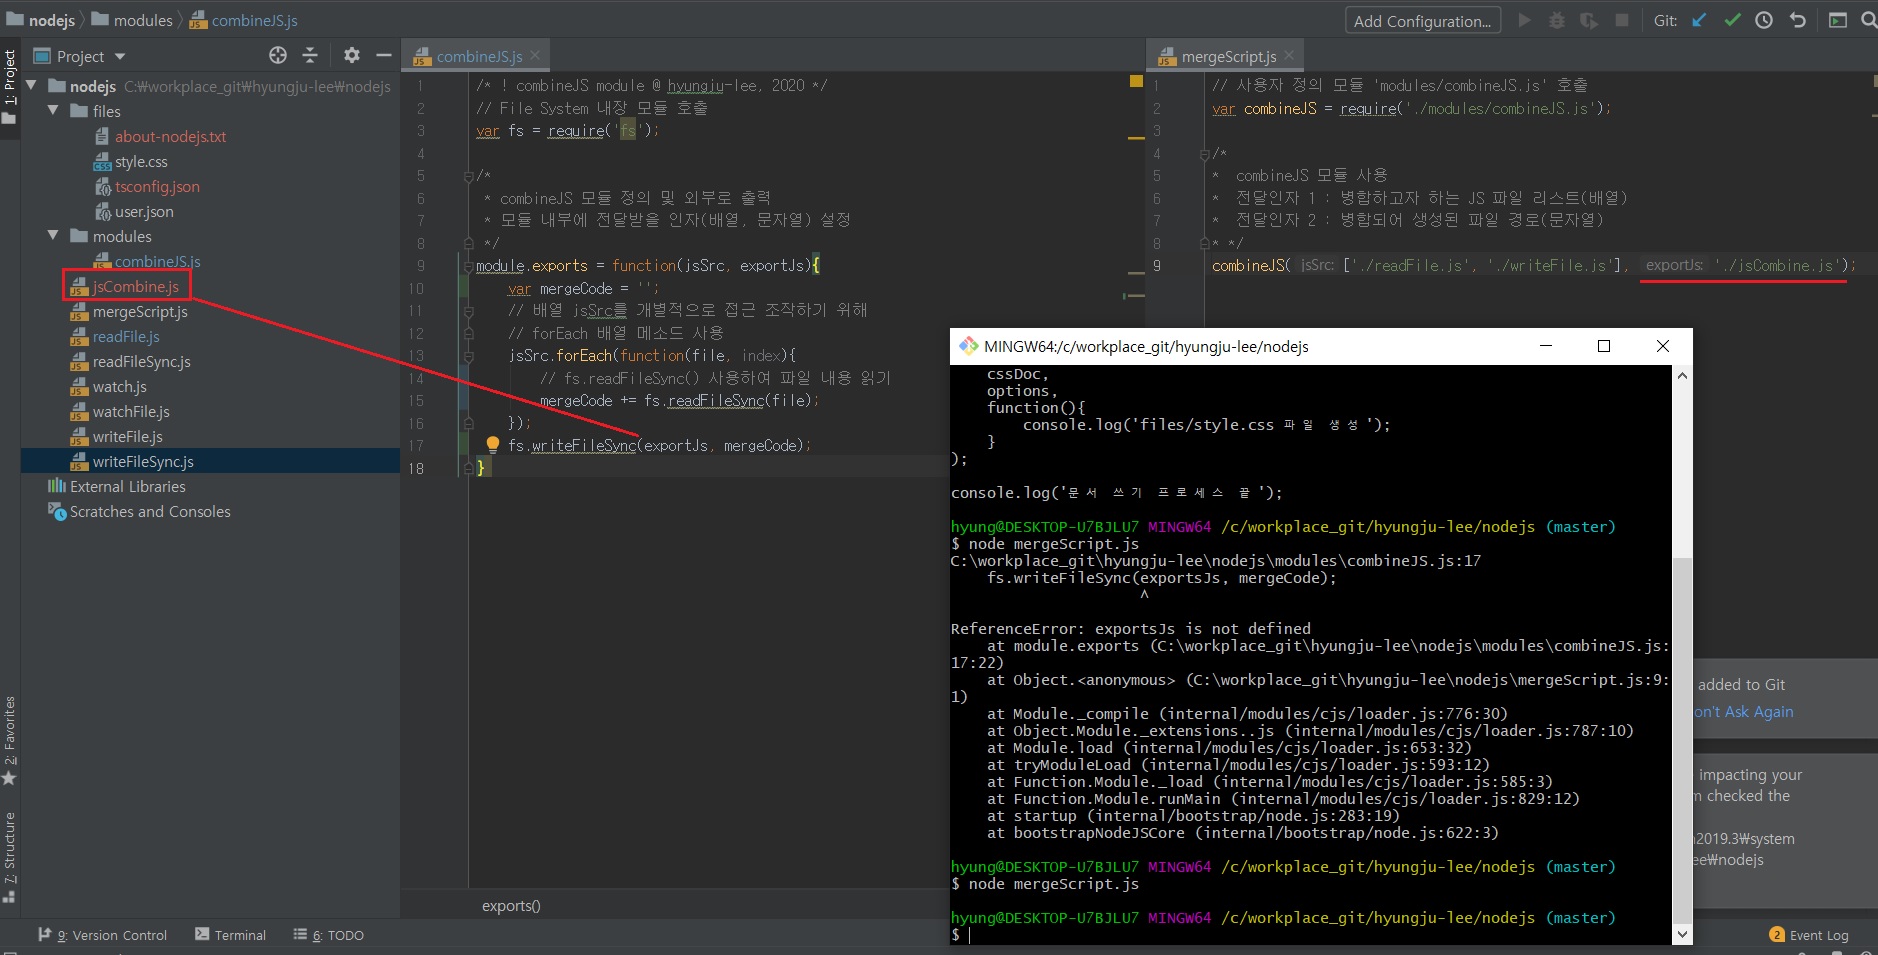 nodejs modules combineJS.js
Add Configuration...
Git:
1: Project
Project
nodejs C:₩workplace_git₩hyungju-lee₩nodejs
files
about-nodejs.txt
style.css
tsconfig.json
user.json
modules
combineJS.js
jsCombine.js
mergeScript.js
readFile.js
readFileSync.js
watch.js
watchFile.js
writeFile.js
writeFileSync.js
External Libraries
Scratches and Consoles
2: Favorites
7: Structure
combineJS.js
1 /* ! combineJS module @ hyungju-lee, 2020 */
2 // File System 내장 모듈 호출
3 var fs = require('fs');
4
5 /*
6 * combineJS 모듈 정의 및 외부로 출력
7 * 모듈 내부에 전달받을 인자(배열, 문자열) 설정
8 */
9 module.exports = function(jsSrc, exportJs){
10 var mergeCode = '';
11 // 배열 jsSrc를 개별적으로 접근 조작하기 위해
12 // forEach 배열 메소드 사용
13 jsSrc.forEach(function(file, index){
14 // fs.readFileSync() 사용하여 파일 내용 읽기
15 mergeCode += fs.readFileSync(file);
16 });
17 fs.writeFileSync(exportJs, mergeCode);
18 }
exports()
mergeScript.js
1 // 사용자 정의 모듈 'modules/combineJS.js' 호출
2 var combineJS = require('./modules/combineJS.js');
3
4 /*
5 * combineJS 모듈 사용
6 * 전달인자 1 : 병합하고자 하는 JS 파일 리스트(배열)
7 * 전달인자 2 : 병합되어 생성된 파일 경로(문자열)
8 * */
9 combineJS( jsSrc: ['./readFile.js', './writeFile.js'], exportJs: './jsCombine.js');
MINGW64:/c/workplace_git/hyungju-lee/nodejs
cssDoc,
options,
function(){
console.log('files/style.css 파일 생성');
}
);
console.log('문서 쓰기 프로세스 끝');
hyung@DESKTOP-U7BJLU7 MINGW64 /c/workplace_git/hyungju-lee/nodejs (master)
$ node mergeScript.js
C:\workplace_git\hyungju-lee\nodejs\modules\combineJS.js:17
fs.writeFileSync(exportsJs, mergeCode);
^
ReferenceError: exportsJs is not defined
at module.exports (C:\workplace_git\hyungju-lee\nodejs\modules\combineJS.js:
17:22)
at Object.<anonymous> (C:\workplace_git\hyungju-lee\nodejs\mergeScript.js:9:
1)
at Module._compile (internal/modules/cjs/loader.js:776:30)
at Object.Module._extensions..js (internal/modules/cjs/loader.js:787:10)
at Module.load (internal/modules/cjs/loader.js:653:32)
at tryModuleLoad (internal/modules/cjs/loader.js:593:12)
at Function.Module._load (internal/modules/cjs/loader.js:585:3)
at Function.Module.runMain (internal/modules/cjs/loader.js:829:12)
at startup (internal/bootstrap/node.js:283:19)
at bootstrapNodeJSCore (internal/bootstrap/node.js:622:3)
hyung@DESKTOP-U7BJLU7 MINGW64 /c/workplace_git/hyungju-lee/nodejs (master)
$ node mergeScript.js
hyung@DESKTOP-U7BJLU7 MINGW64 /c/workplace_git/hyungju-lee/nodejs (master)
$
added to Git
on't Ask Again
impacting your
m checked the
2019.3₩system
ee₩nodejs
9: Version Control
Terminal
6: TODO
2 Event Log